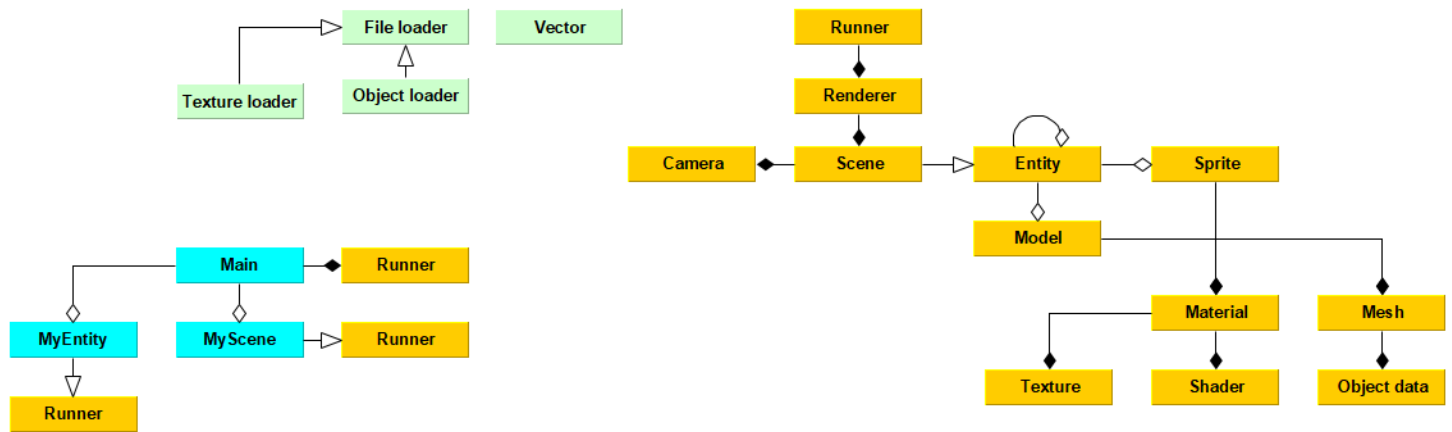 File loader
Vector
Runner
Texture loader
Object loader
Renderer
Camera
Scene
Entity
Sprite
Model
Main
Runner
MyEntity
MyScene
Runner
Material
Mesh
Texture
Shader
Object data
Runner